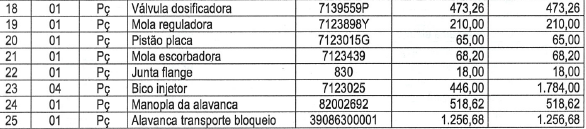 18 01 Pç Válvula dosificadora 7139559P 473,26 473,26
19 01 Pç Mola reguladora 7123898Y 210,00 210,00
20 01 Pç Pistão placa 7123015G 65,00 65,00
21 01 Pç Mola escorbadora 7123439 68,20 68,20
22 01 Pç Junta flange 830 18,00 18,00
23 04 Pç Bico injetor 7123025 446,00 1.784,00
24 01 Pç Manopla da alavanca 82002692 518,62 518,62
25 01 Pç Alavanca transporte bloqueio 39086300001 1.256,68 1.256,68